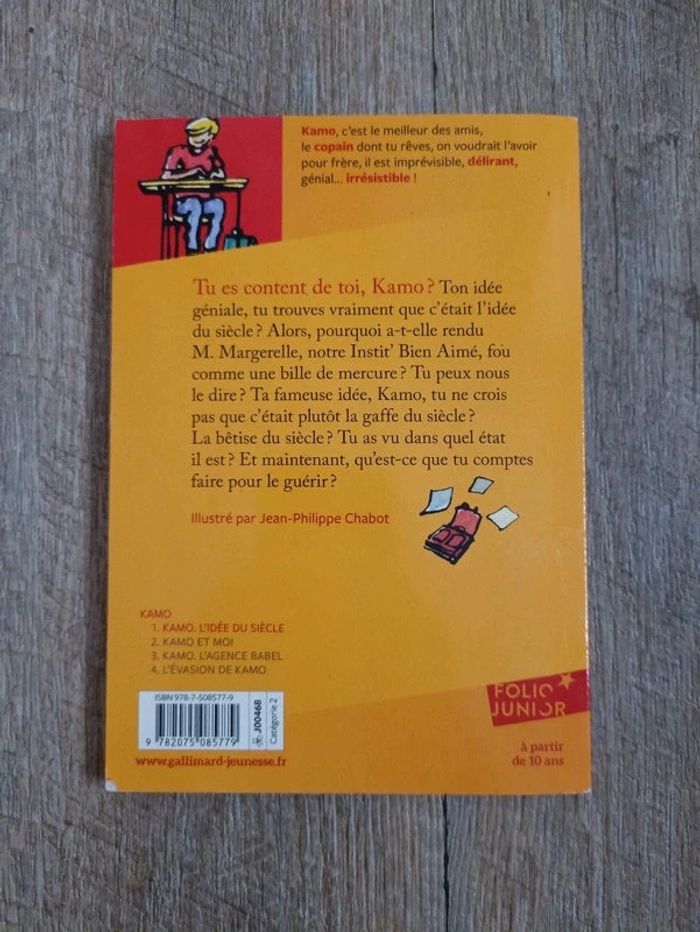 Kamo, c'est le meilleur des amis,
le copain dont tu rêves, on voudrait l'avoir
pour frère, il est imprévisible, délirant,
génial... irrésistible !
Tu es content de toi, Kamo ? Ton idée
géniale, tu trouves vraiment que c'était l'idée
du siècle ? Alors, pourquoi a-t-elle rendu
M. Margerelle, notre Instit' Bien Aimé, fou
comme une bille de mercure ? Tu peux nous
le dire ? Ta fameuse idée, Kamo, tu ne crois
pas que c'était plutôt la gaffe du siècle ?
La bêtise du siècle ? Tu as vu dans quel état
il est ? Et maintenant, qu'est-ce que tu comptes
faire pour le guérir ?
Illustré par Jean-Philippe Chabot
KAMO
1. KAMO. L'IDÉE DU SIÈCLE
2. KAMO ET MOI
3. KAMO. L'AGENCE BABEL
4. L'ÉVASION DE KAMO
ISBN 978-7-508577-9
9 782075 085779
J00468
Catégorie 2
www.gallimard-jeunesse.fr
FOLIO
JUNIOR
à partir
de 10 ans